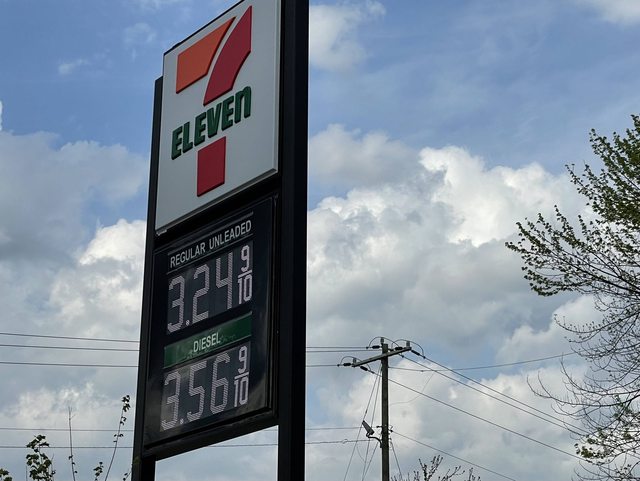 7
ELEVEn
REGULAR UNLEADED
3.24 9/10
DIESEL
3.56 9/10